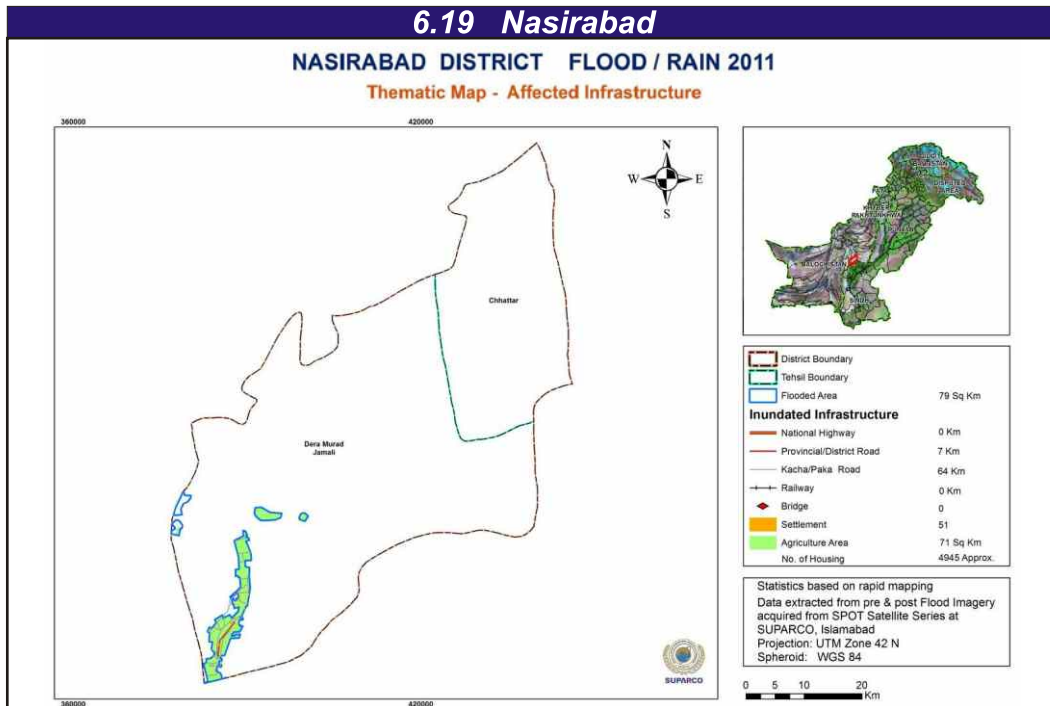 6.19 Nasirabad
NASIRABAD DISTRICT FLOOD / RAIN 2011
Thematic Map - Affected Infrastructure
360000
420000
N
W E
S
Chhattar
Dera Murad
Jamali
SUPARCO
360000
420000
DISPUTED
AREA
KHYBER
PAKHTUNKHWA
District Boundary
Tehsil Boundary
Flooded Area 79 Sq Km
Inundated Infrastructure
National Highway 0 Km
Provincial/District Road 7 Km
Kacha/Paka Road 64 Km
Railway 0 Km
Bridge 0
Settlement 51
Agriculture Area 71 Sq Km
No. of Housing 4945 Approx.
Statistics based on rapid mapping
Data extracted from pre & post Flood Imagery
acquired from SPOT Satellite Series at
SUPARCO, Islamabad
Projection: UTM Zone 42 N
Spheroid: WGS 84
0 5 10 20
Km